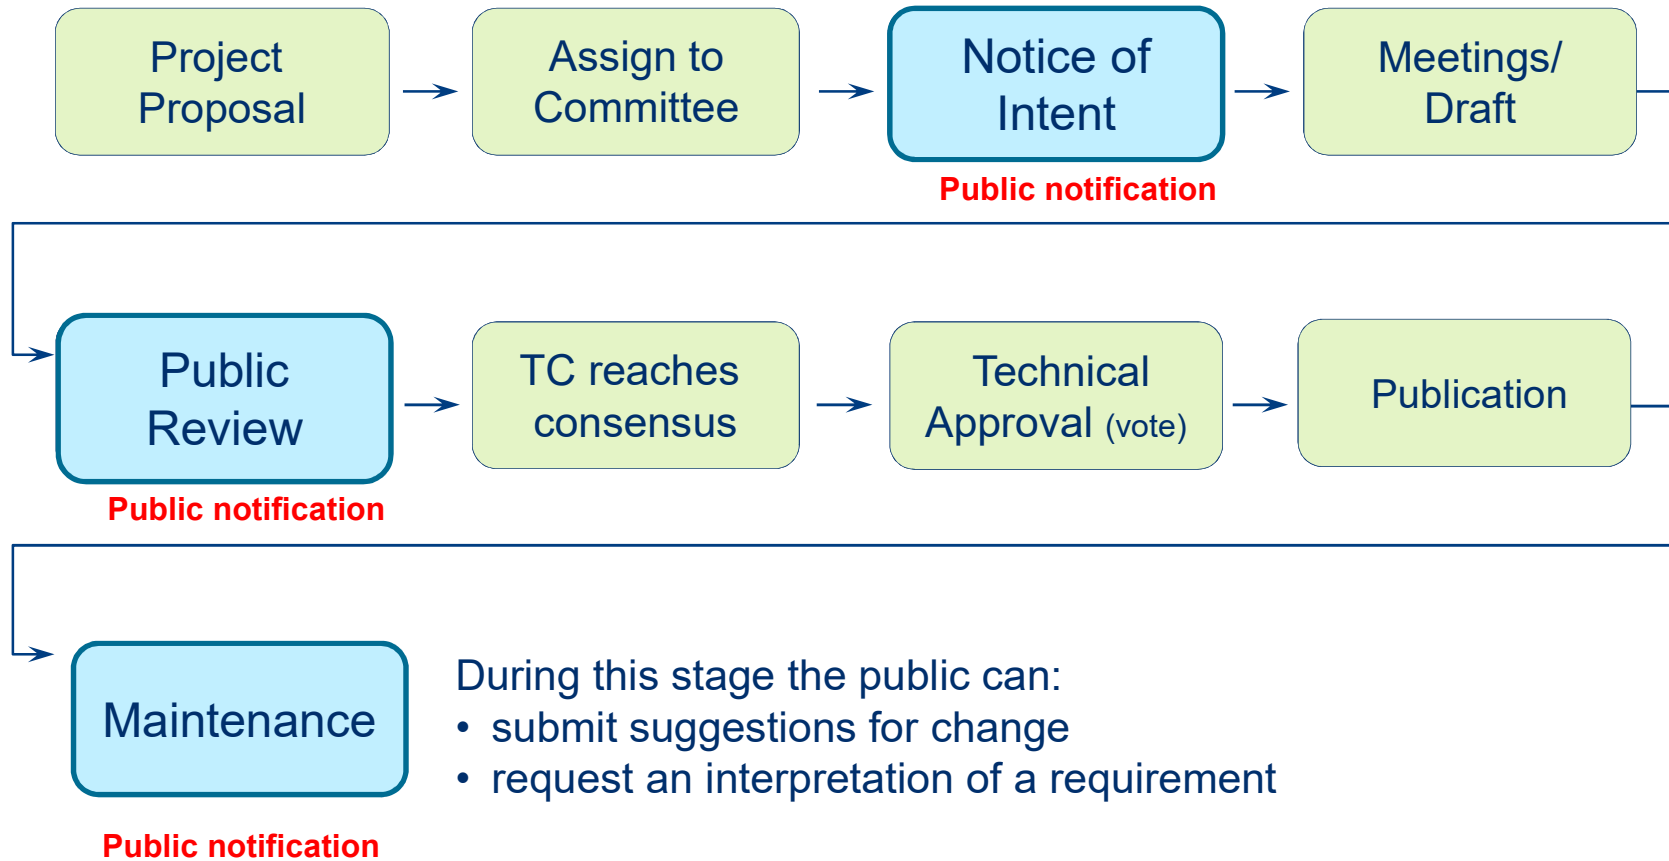 Project
Proposal
Assign to
Committee
Notice of
Intent
Meetings/
Draft
Public notification
Public
Review
TC reaches
consensus
Technical
Approval (vote)
Publication
Public notification
Maintenance
During this stage the public can:
• submit suggestions for change
• request an interpretation of a requirement
Public notification